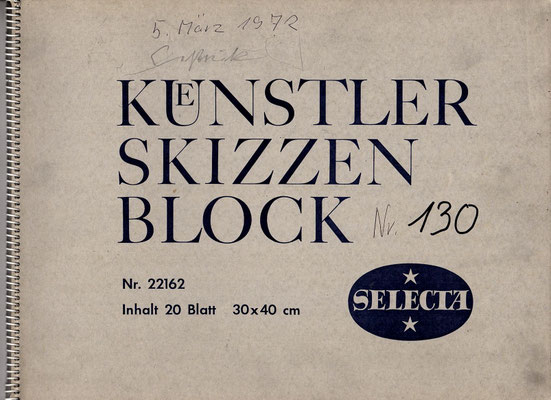 5. März 1972
KÜNSTLER
SKIZZEN
BLOCK Nr. 130
Nr. 22162
Inhalt 20 Blatt 30x40 cm
SELECTA